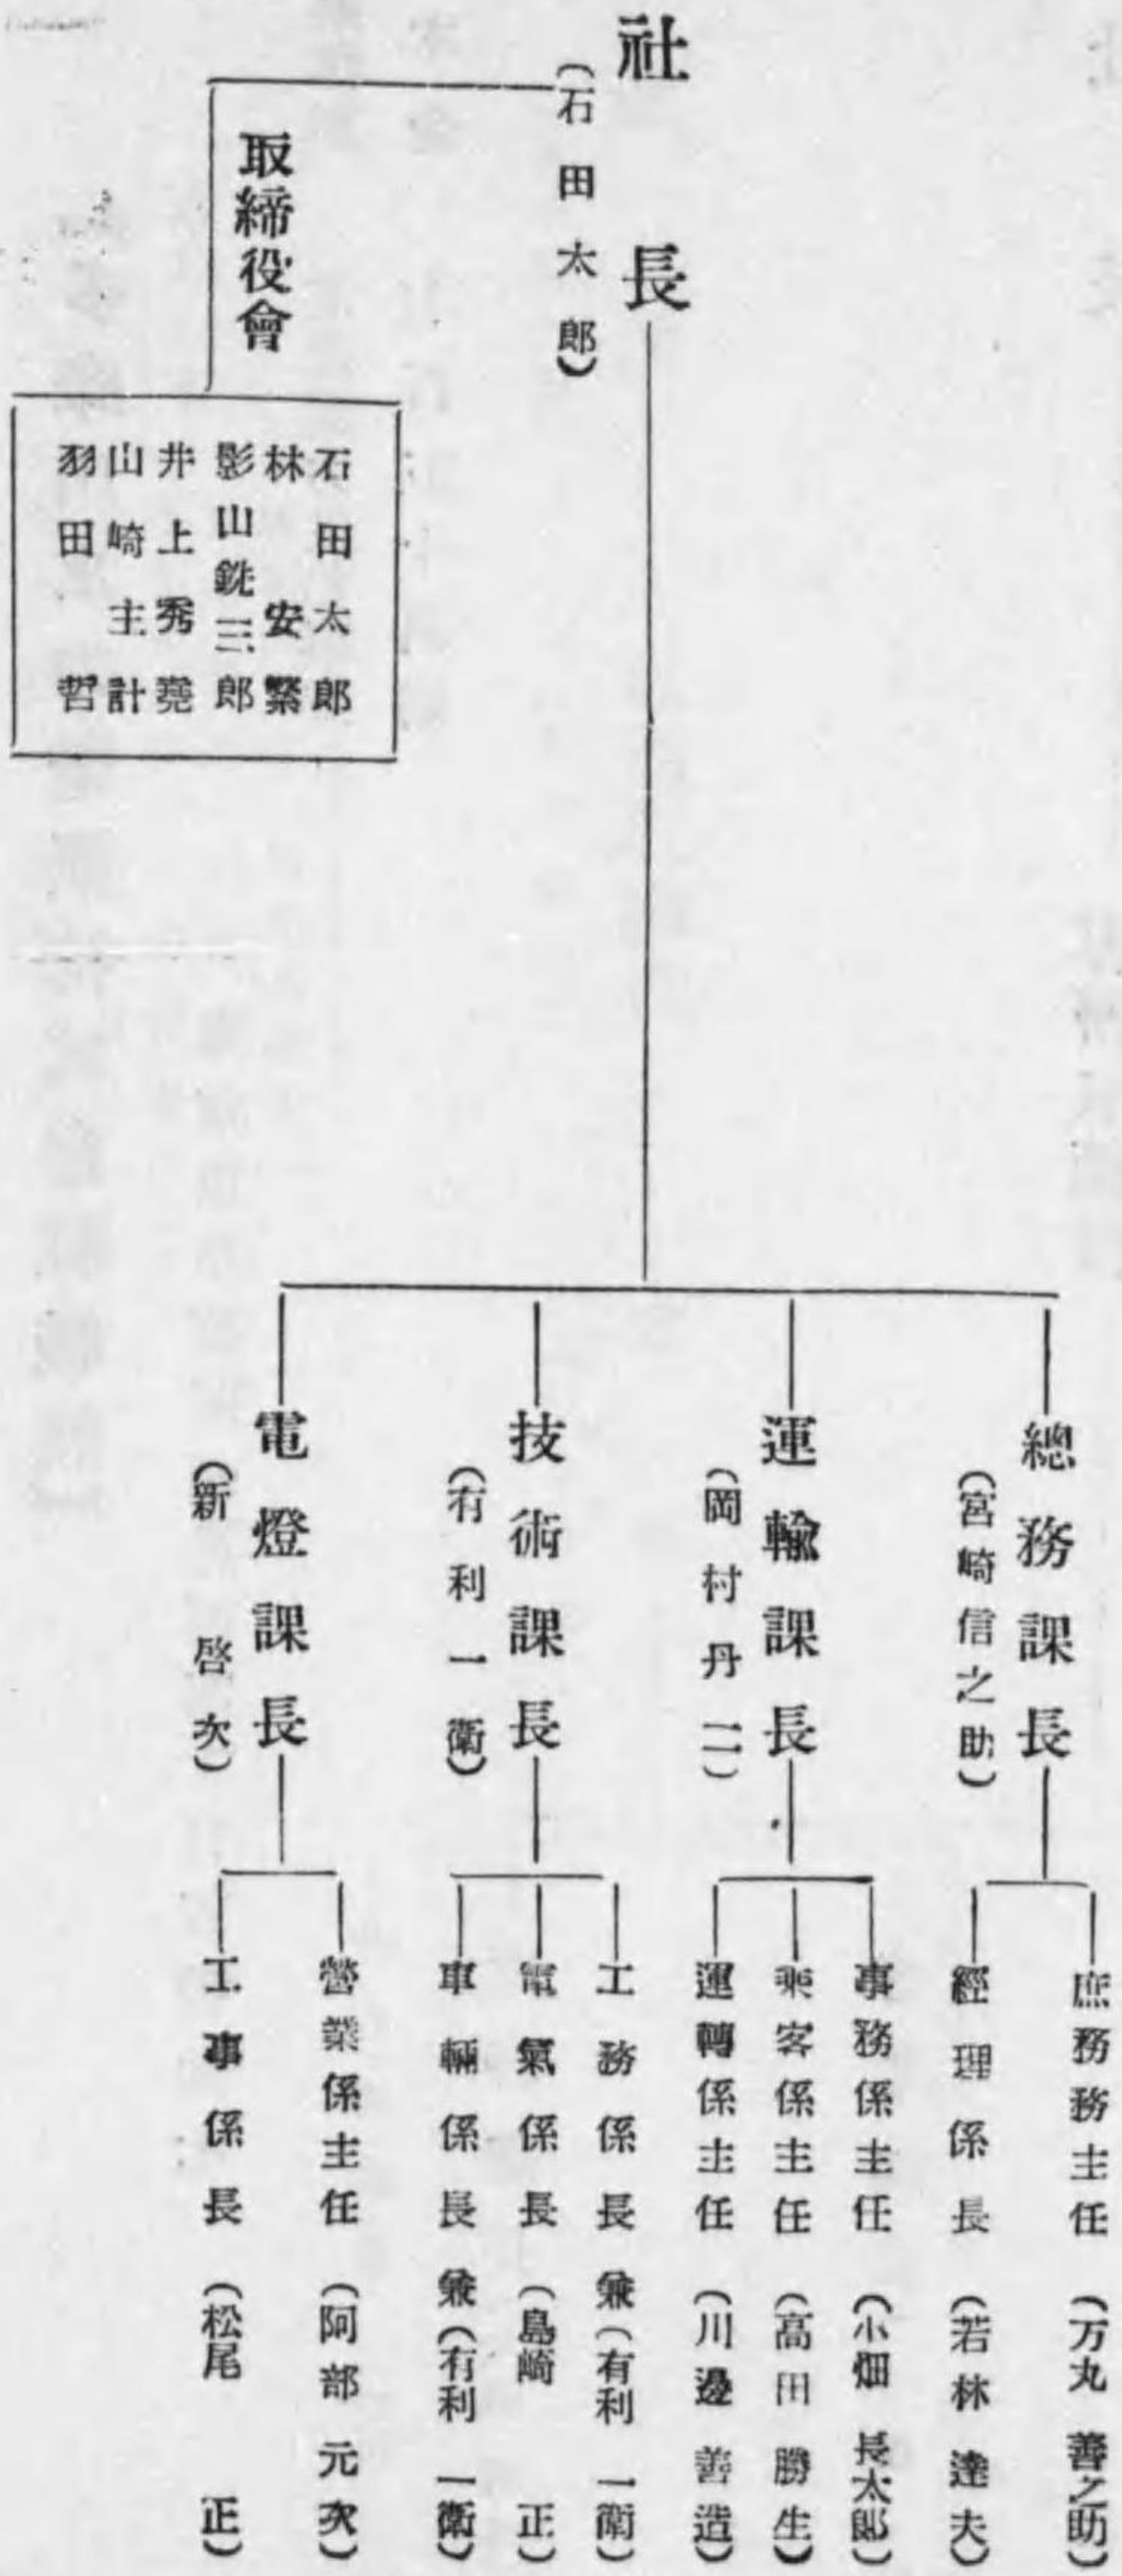 社長
(石田太郎)
取締役會
石田太郎
林安繁
影山銑三郎
井上秀堯
山崎主計
羽田哲
總務課長
(宮崎信之助)
庶務務主任(万丸善之助)
經理係長(若林達夫)
運輸課長
(岡村丹二)
事務係主任(小畑長太郎)
乘客係主任(高田勝生)
運轉係主任(川邊善造)
技術課長
(有利一衞)
工務係長兼(有利一衞)
電氣係長(島崎正)
車輛係長兼(有利一衞)
電燈課長
(新啓次)
營業係主任(阿部元次)
工事係長(松尾正)